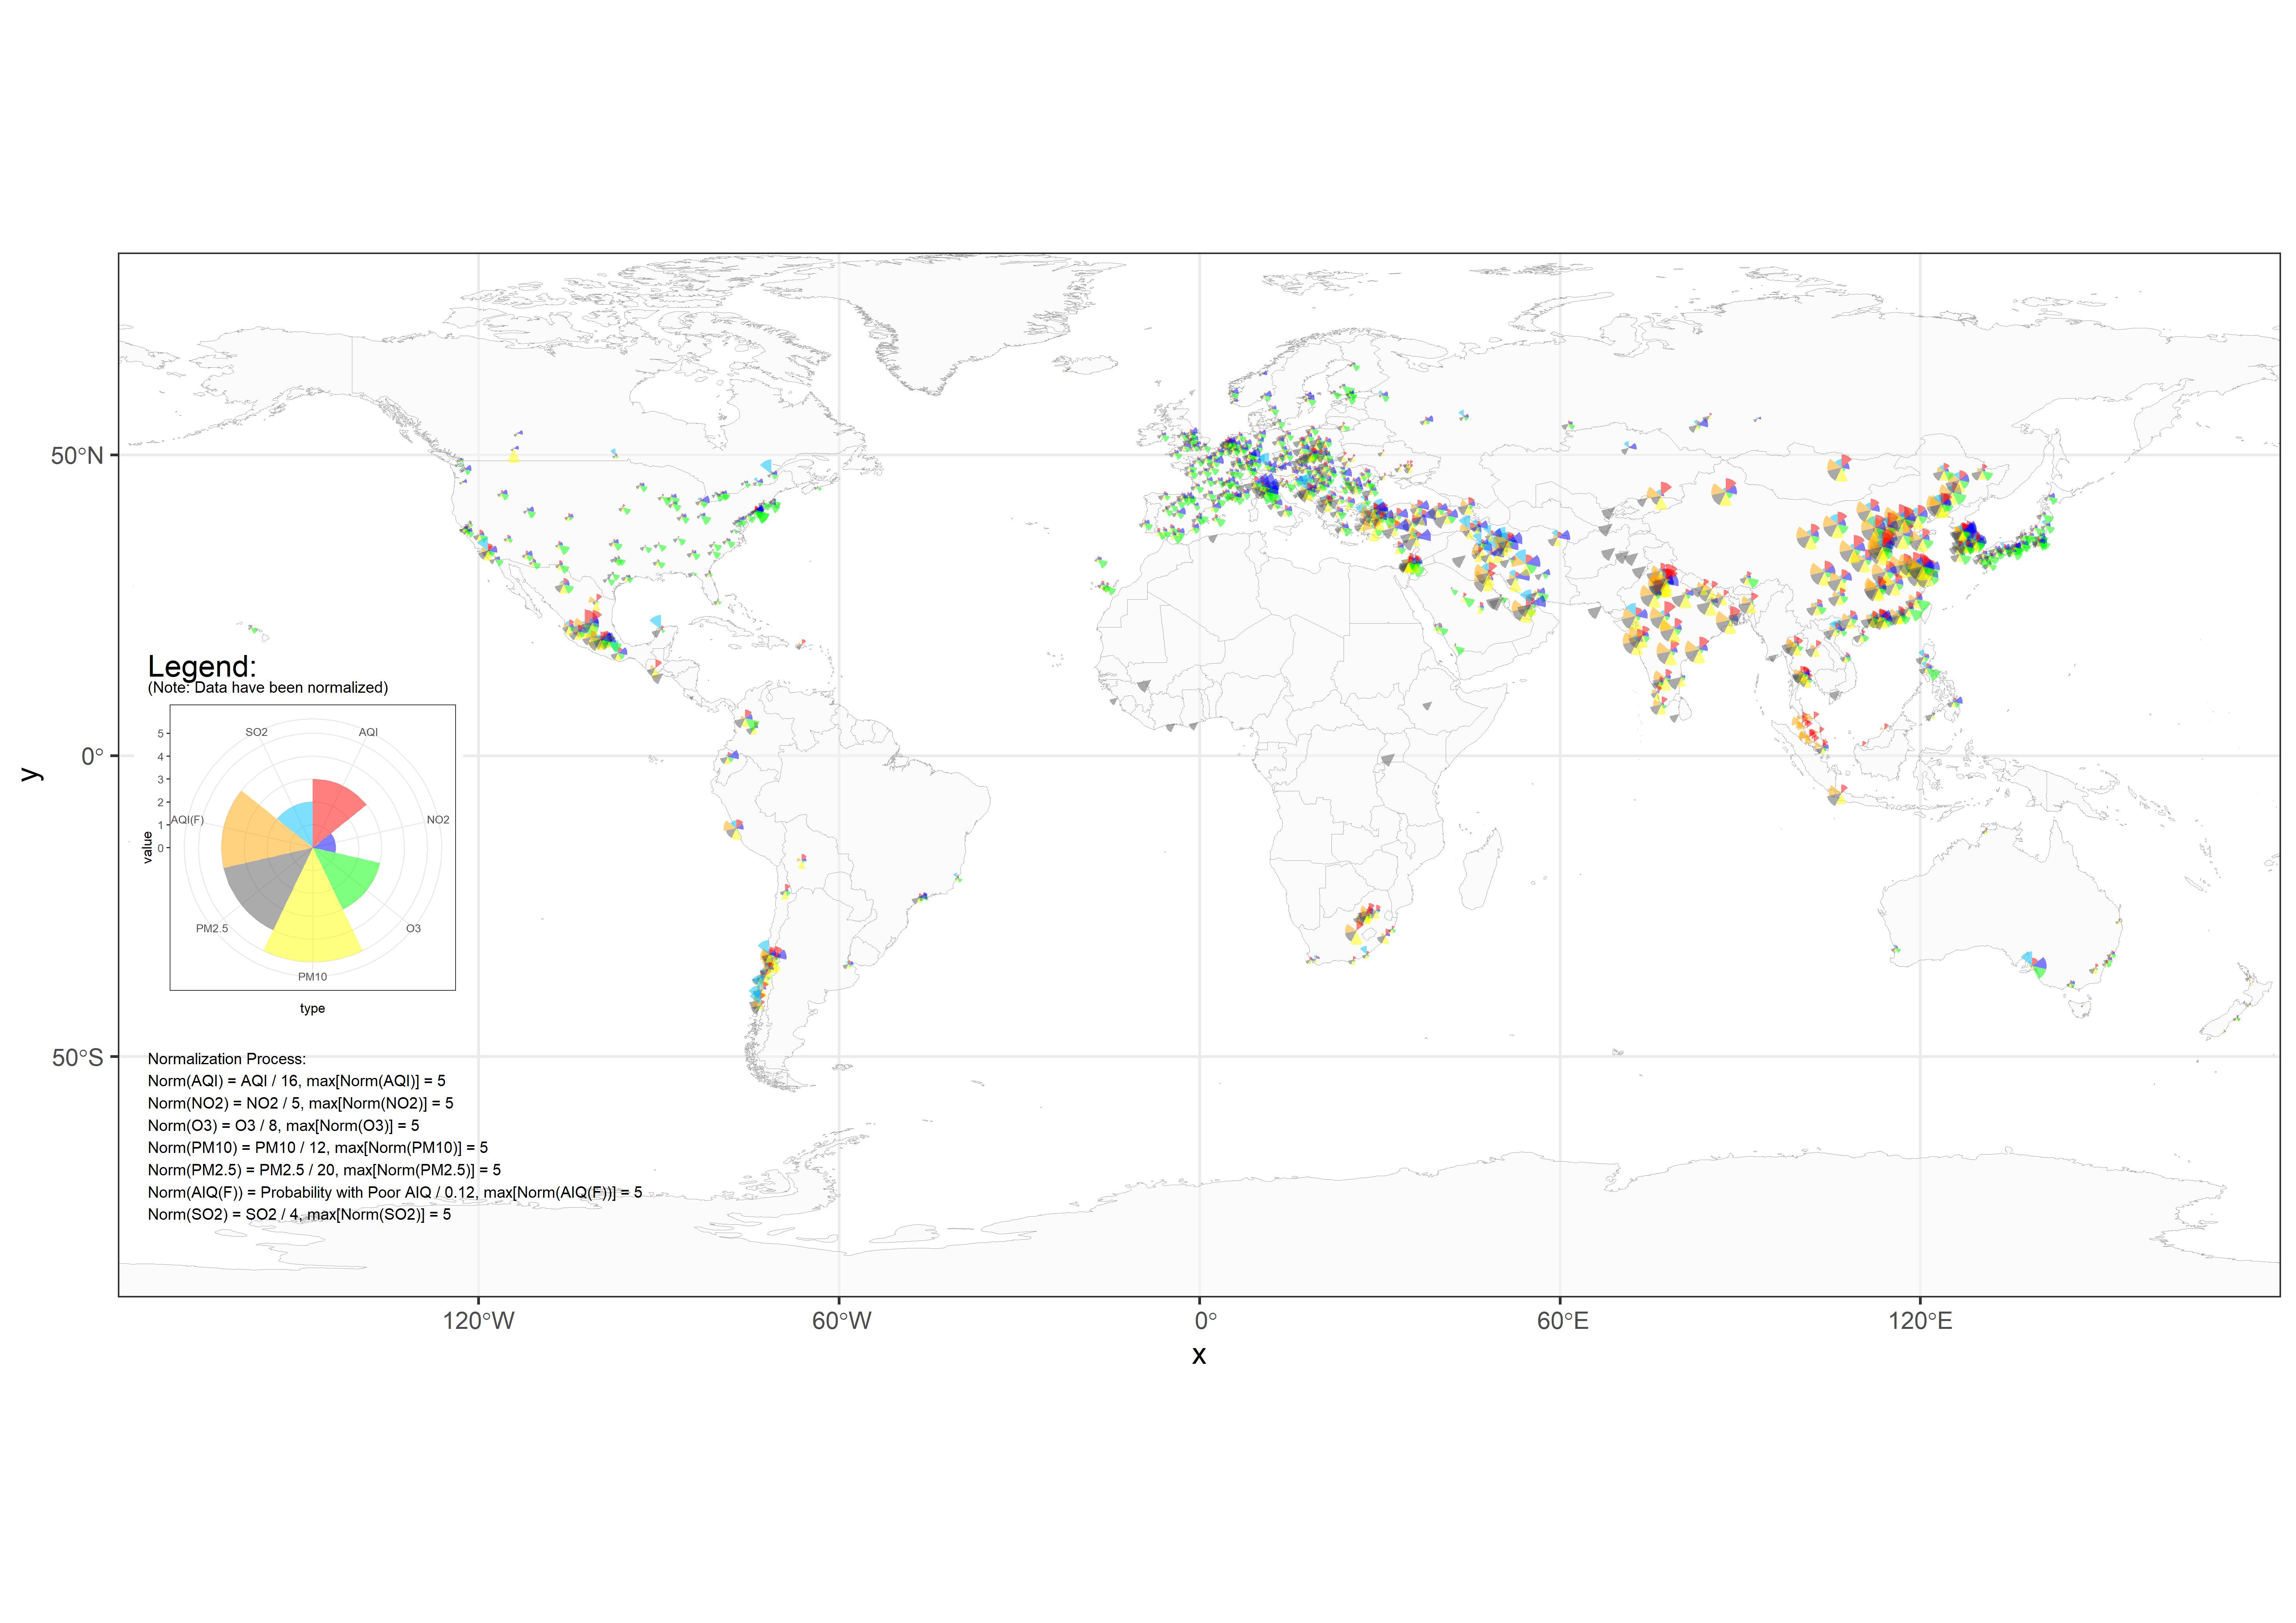 50°N
0°
50°S
y
Legend:
(Note: Data have been normalized)
SO2
AQI
NO2
O3
PM10
PM2.5
AQI(F)
5
4
3
2
1
0
value
type
Normalization Process:
Norm(AQI) = AQI / 16, max[Norm(AQI)] = 5
Norm(NO2) = NO2 / 5, max[Norm(NO2)] = 5
Norm(O3) = O3 / 8, max[Norm(O3)] = 5
Norm(PM10) = PM10 / 12, max[Norm(PM10)] = 5
Norm(PM2.5) = PM2.5 / 20, max[Norm(PM2.5)] = 5
Norm(AIQ(F)) = Probability with Poor AIQ / 0.12, max[Norm(AIQ(F))] = 5
Norm(SO2) = SO2 / 4, max[Norm(SO2)] = 5
120°W
60°W
0°
60°E
120°E
x